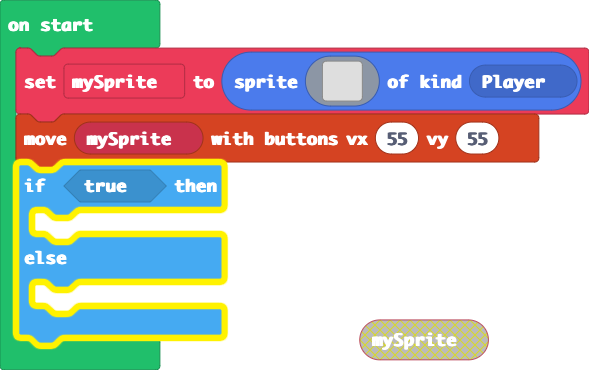 on start
set mySprite to sprite of kind Player
move mySprite with buttons vx 55 vy 55
if true then
else
mySprite